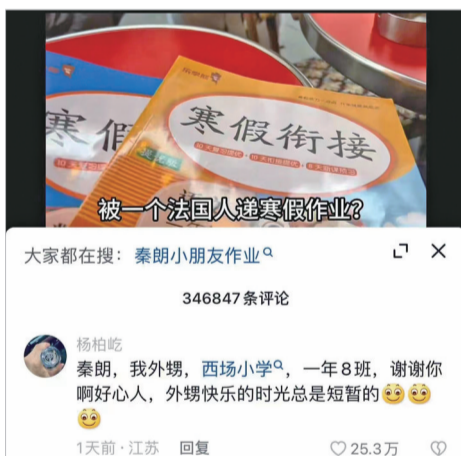 寒假
寒假衔接
被一个法国人递寒假作业？
大家都在搜：秦朗小朋友作业
346847条评论
杨柏屹
秦朗，我外甥，西场小学，一年8班，谢谢你
啊好心人，外甥快乐的时光总是短暂的
1天前·江苏 回复
25.3万